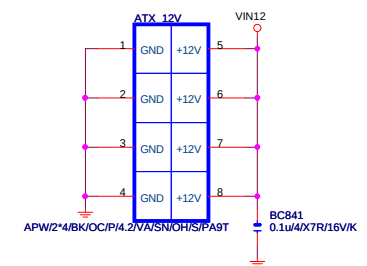 ATX_12V
VIN12
1 GND +12V 5
2 GND +12V 6
3 GND +12V 7
4 GND +12V 8
APW/2*4/BK/OC/P/4.2/VA/SN/OH/S/PA9T
BC841
0.1u/4/X7R/16V/K